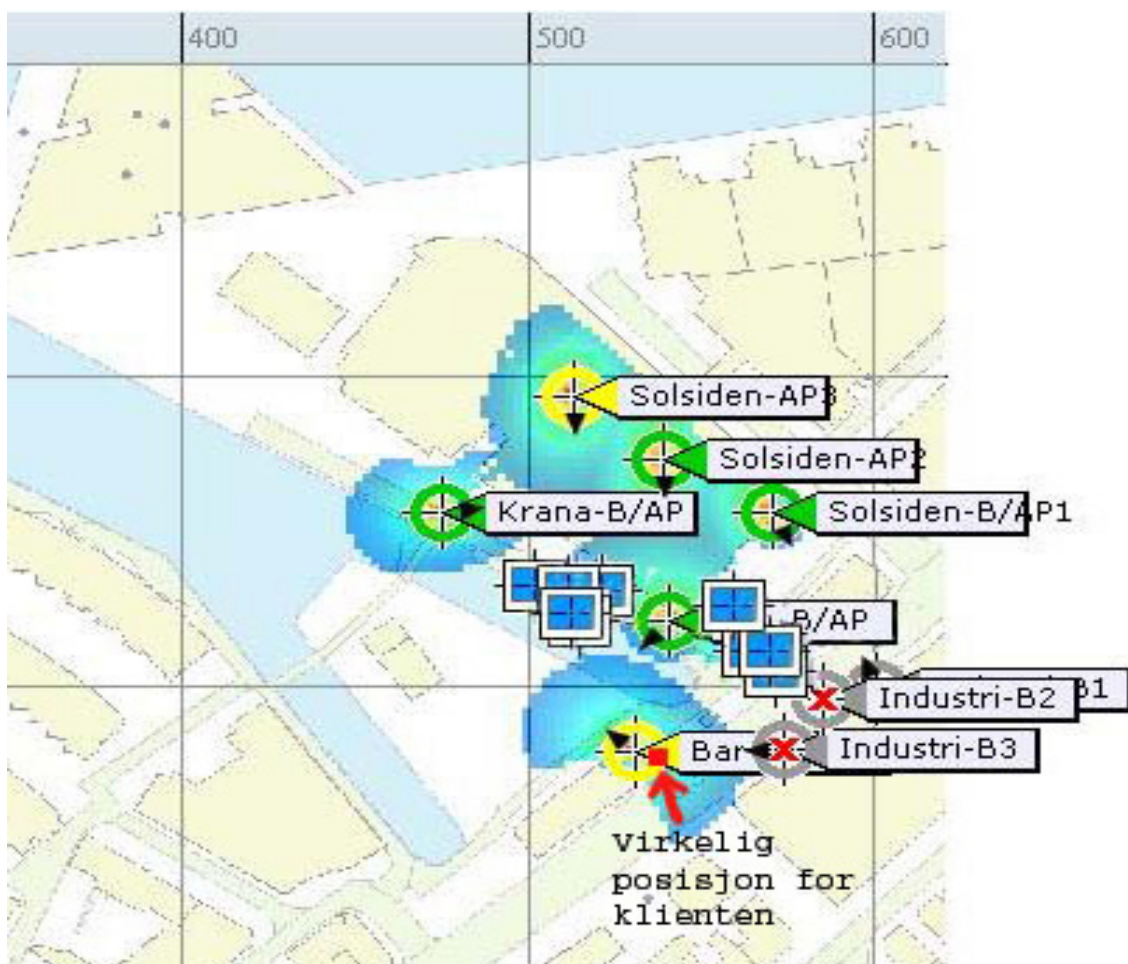 400
500
600
Solsiden-AP3
Solsiden-AP2
Krana-B/AP
Solsiden-B/AP1
B/AP
B1
Industri-B2
Bar
Industri-B3
Virkelig
posisjon for
klienten